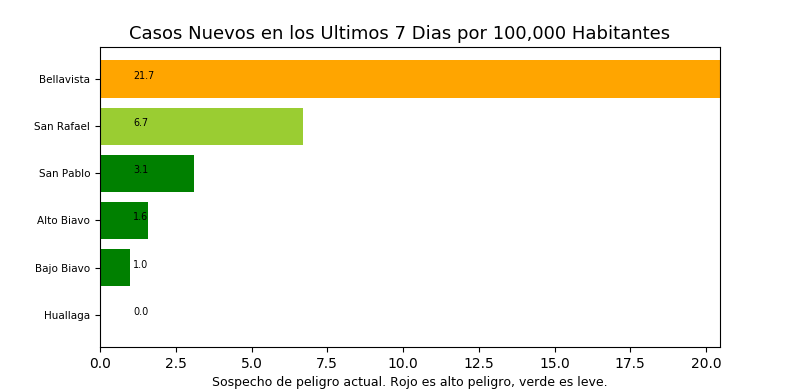 Casos Nuevos en los Ultimos 7 Dias por 100,000 Habitantes
Bellavista 21.7
San Rafael 6.7
San Pablo 3.1
Alto Biavo 1.6
Bajo Biavo 1.0
Huallaga 0.0
0.0 2.5 5.0 7.5 10.0 12.5 15.0 17.5 20.0
Sospecho de peligro actual. Rojo es alto peligro, verde es leve.